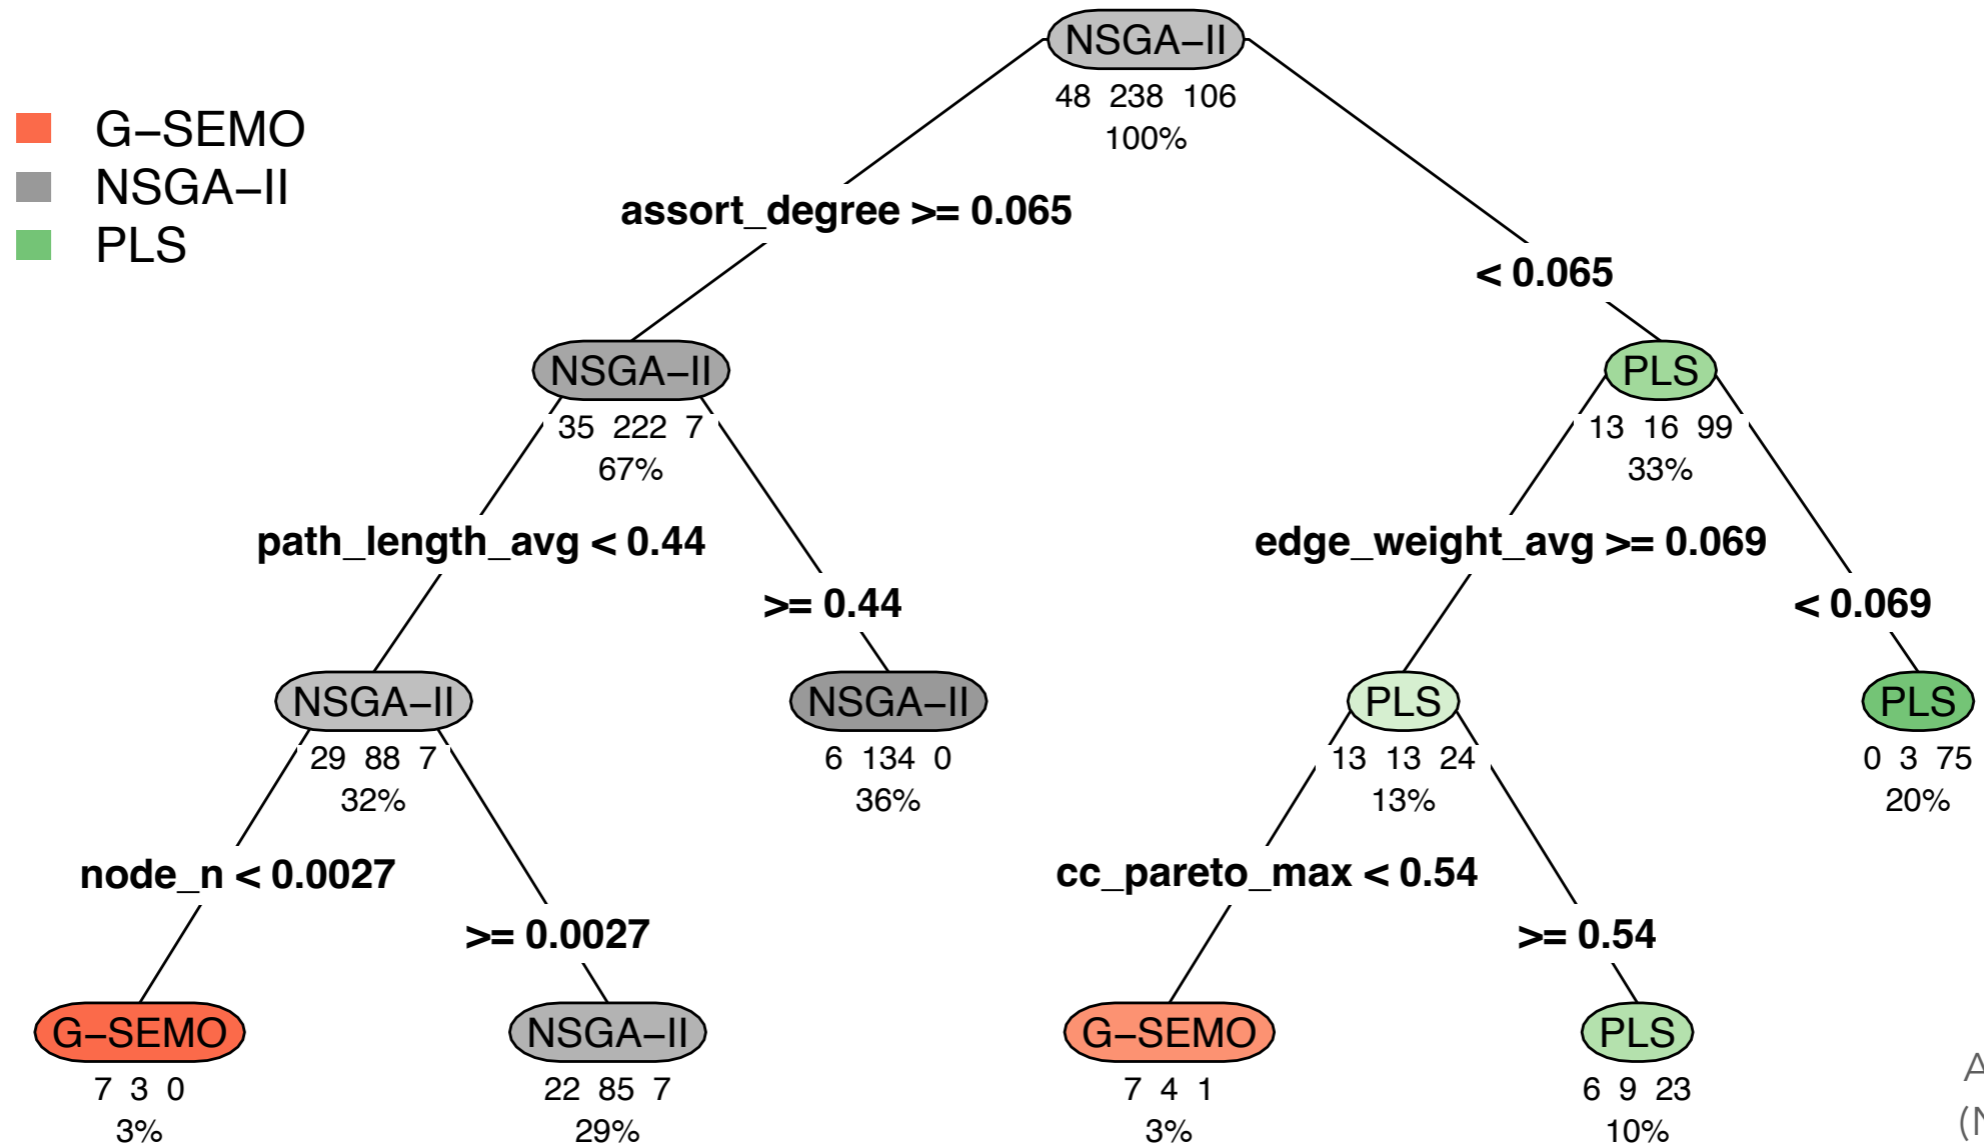 NSGA−II
48 238 106
100%
G−SEMO
NSGA−II
PLS
assort_degree >= 0.065
< 0.065
NSGA−II
35 222 7
67%
PLS
13 16 99
33%
path_length_avg < 0.44
>= 0.44
edge_weight_avg >= 0.069
< 0.069
NSGA−II
29 88 7
32%
NSGA−II
6 134 0
36%
PLS
13 13 24
13%
PLS
0 3 75
20%
node_n < 0.0027
>= 0.0027
cc_pareto_max < 0.54
>= 0.54
G−SEMO
7 3 0
3%
NSGA−II
22 85 7
29%
G−SEMO
7 4 1
3%
PLS
6 9 23
10%